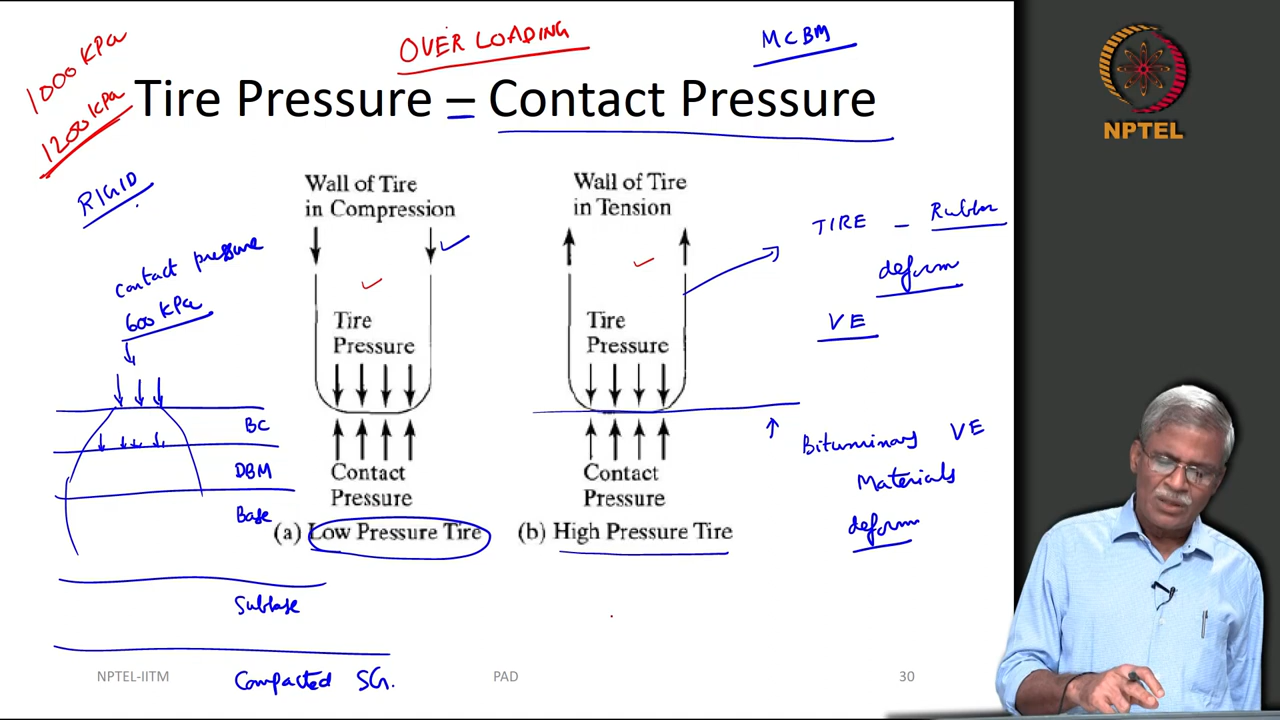 OVER LOADING
MCBM
1000 KPa
1200 KPa
Tire Pressure = Contact Pressure
NPTEL
RIGID
Wall of Tire
in Compression
Wall of Tire
in Tension
TIRE - Rubber
deform
VE
contact pressure
600 KPa
Tire
Pressure
Tire
Pressure
BC
DBM
Base
Contact
Pressure
Contact
Pressure
(a) Low Pressure Tire
(b) High Pressure Tire
Bituminous VE
Materials
deform
Subbase
Compacted SG.
NPTEL-IITM
PAD
30